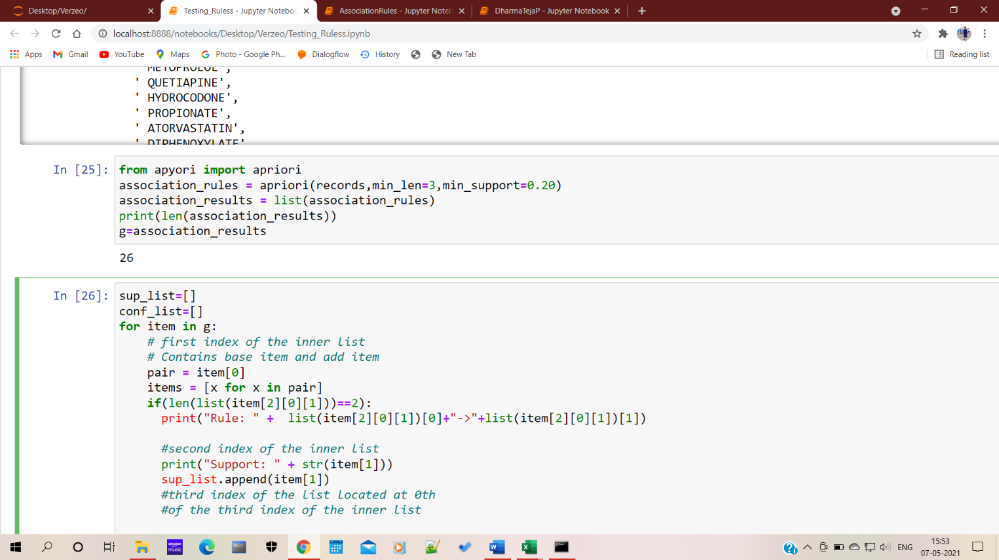 Desktop/Verzeo/
Testing_Ruless - Jupyter Noteboo
AssociationRules - Jupyter Noteb
DharmaTejaP - Jupyter Notebook
localhost:8888/notebooks/Desktop/Verzeo/Testing_Ruless.ipynb
Apps
Gmail
YouTube
Maps
Photo - Google Ph...
Dialogflow
History
New Tab
Reading list
' METOPROLOL',
' QUETIAPINE',
' HYDROCODONE',
' PROPIONATE',
' ATORVASTATIN',
' DIPHENOXYLATE'
In [25]:
from apyori import apriori
association_rules = apriori(records,min_len=3,min_support=0.20)
association_results = list(association_rules)
print(len(association_results))
g=association_results
26
In [26]:
sup_list=[]
conf_list=[]
for item in g:
# first index of the inner list
# Contains base item and add item
pair = item[0]
items = [x for x in pair]
if(len(list(item[2][0][1]))==2):
print("Rule: " +  list(item[2][0][1])[0]+"->"+list(item[2][0][1])[1])
#second index of the inner list
print("Support: " + str(item[1]))
sup_list.append(item[1])
#third index of the list located at 0th
#of the third index of the inner list
amazon
music
ENG
15:53
07-05-2021